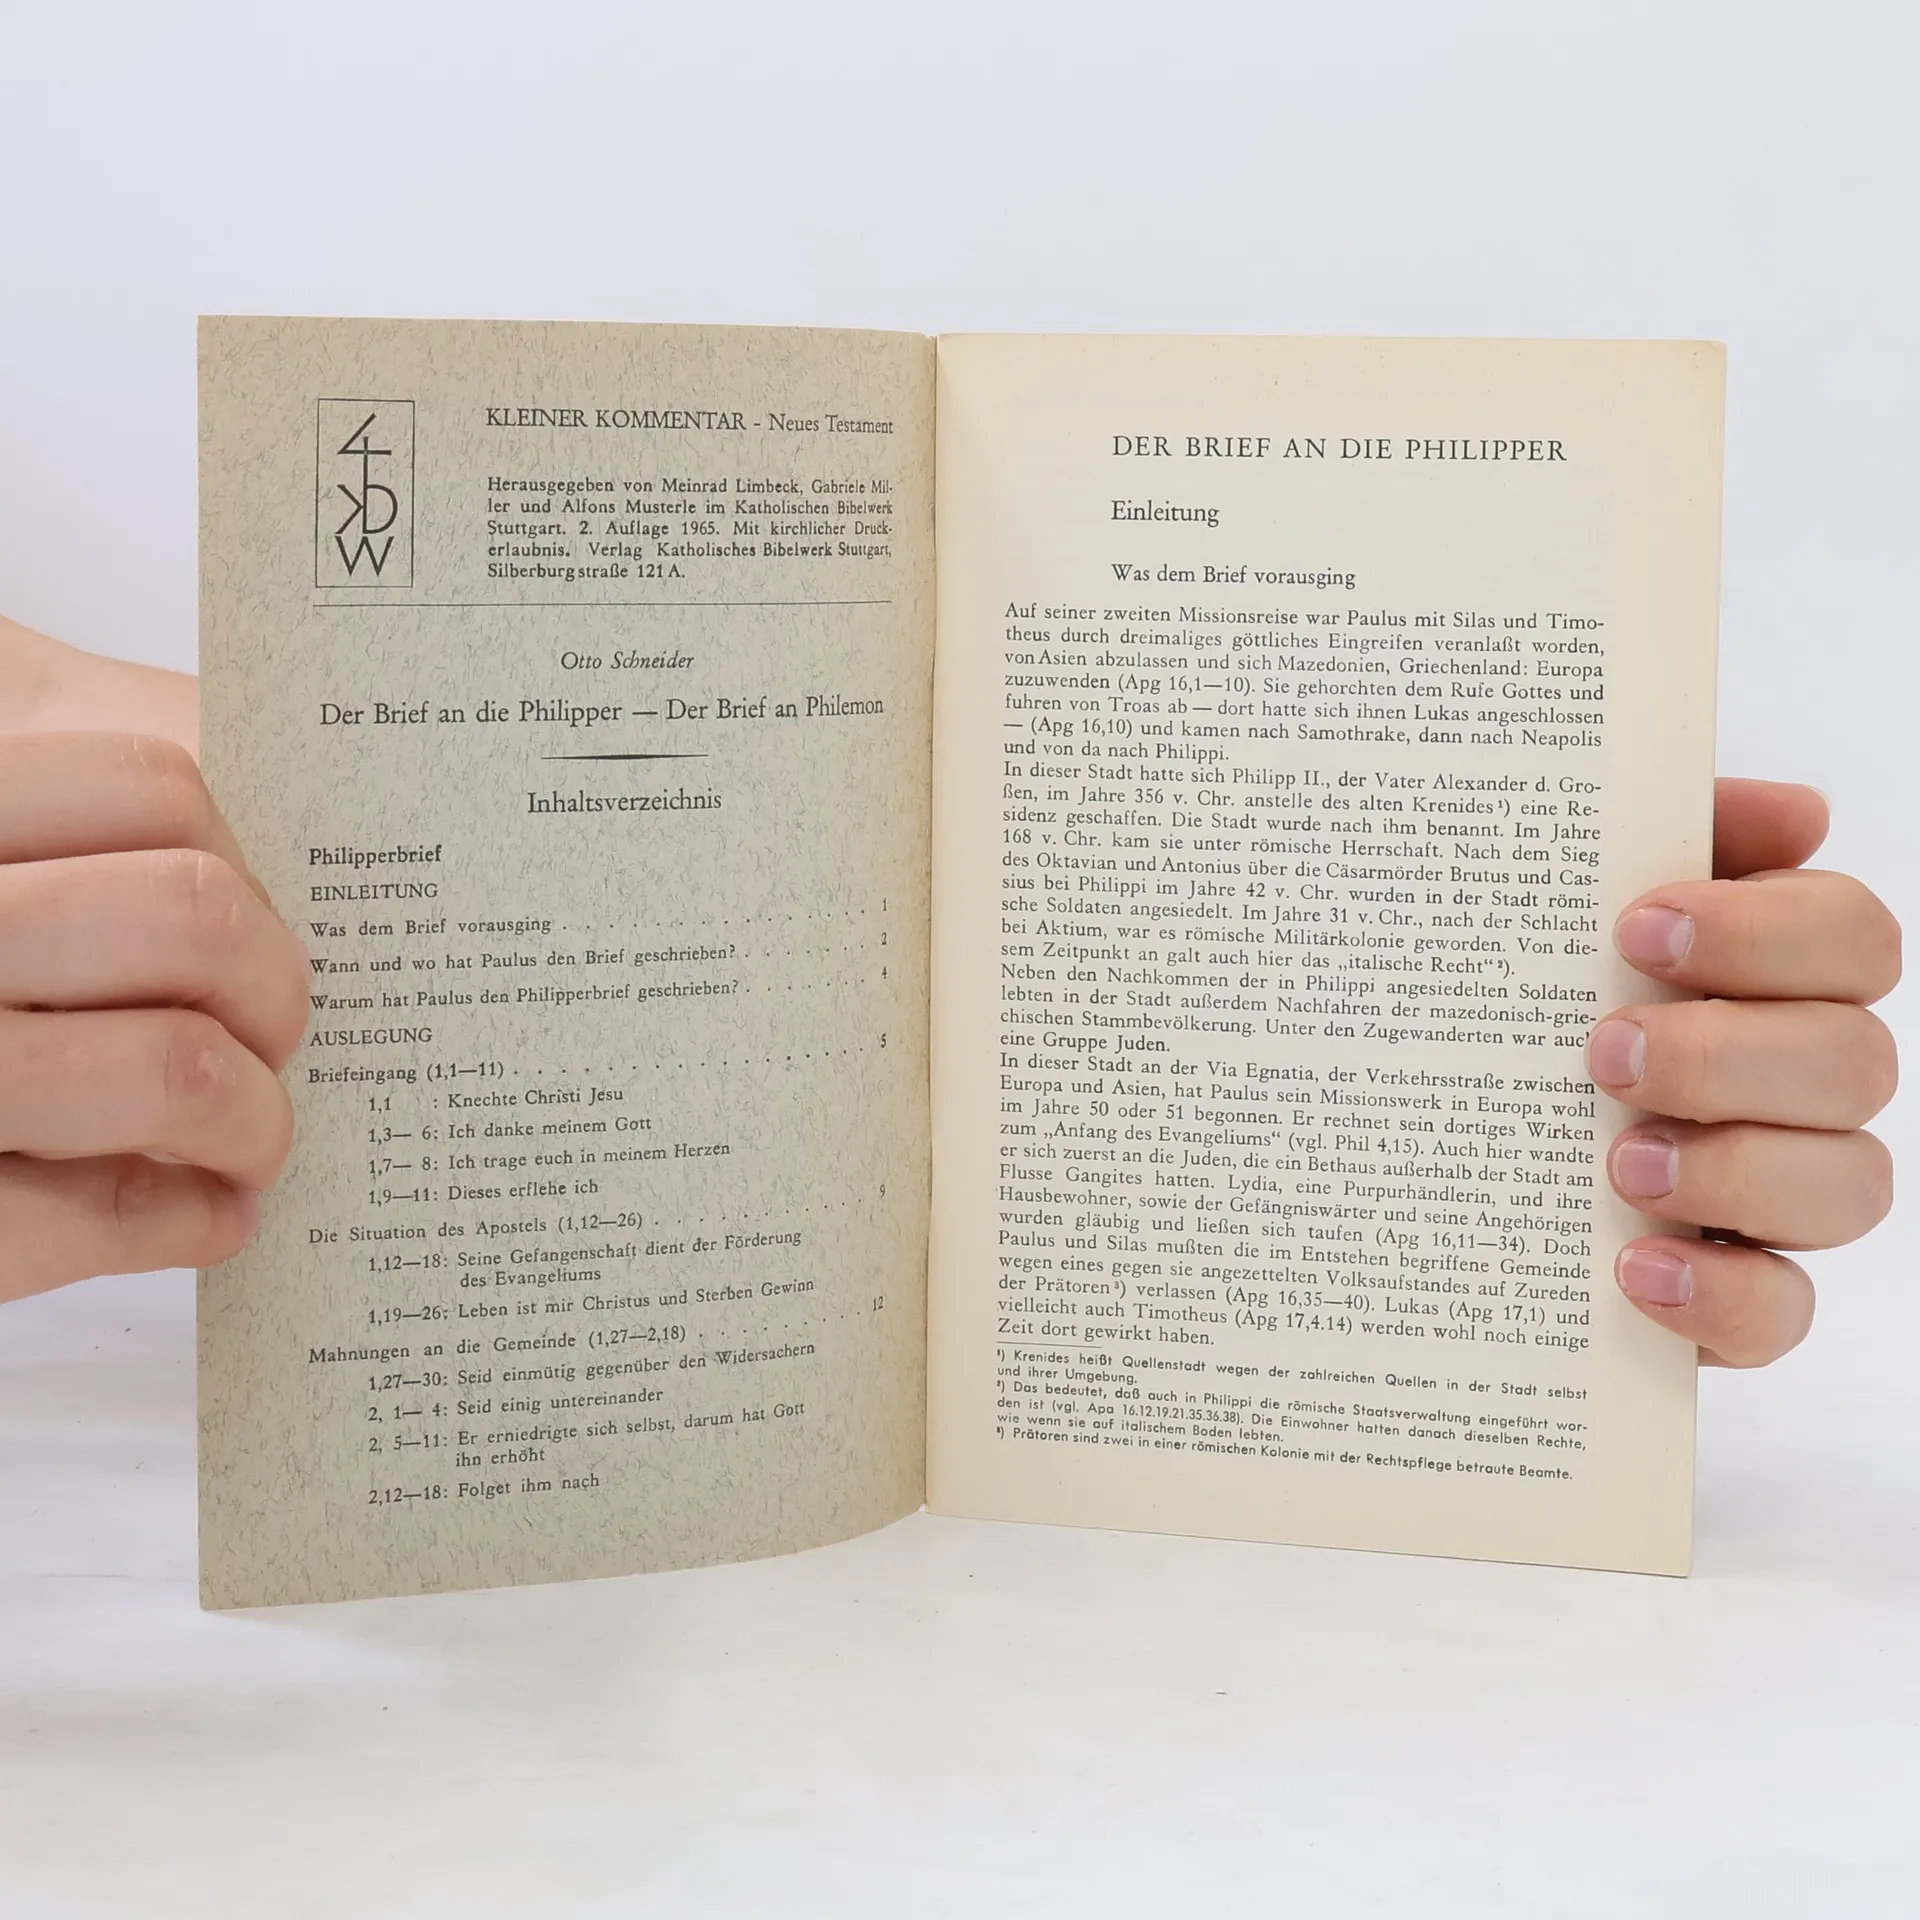 KLEINER KOMMENTAR - Neues Testament
Herausgegeben von Meinrad Limbeck, Gabriele Mil-
ler und Alfons Musterle im Katholischen Bibelwerk
Stuttgart. 2. Auflage 1965. Mit kirchlicher Druck-
erlaubnis. Verlag Katholisches Bibelwerk Stuttgart,
Silberburgstraße 121 A.
Otto Schneider
Der Brief an die Philipper — Der Brief an Philemon
Inhaltsverzeichnis
Philipperbrief
EINLEITUNG
Was dem Brief vorausging . . . . . . . . . . . . . 1
Wann und wo hat Paulus den Brief geschrieben? . . . . . . 2
Warum hat Paulus den Philipperbrief geschrieben? . . . . . . 4
AUSLEGUNG
Briefeingang (1,1—11) . . . . . . . . . . . . . . 5
1,1 : Knechte Christi Jesu
1,3— 6: Ich danke meinem Gott
1,7— 8: Ich trage euch in meinem Herzen
1,9—11: Dieses erflehe ich
Die Situation des Apostels (1,12—26) . . . . . . . . . 9
1,12—18: Seine Gefangenschaft dient der Förderung
des Evangeliums
1,19—26: Leben ist mir Christus und Sterben Gewinn
Mahnungen an die Gemeinde (1,27—2,18) . . . . . . . . 12
1,27—30: Seid einmütig gegenüber den Widersachern
2, 1— 4: Seid einig untereinander
2, 5—11: Er erniedrigte sich selbst, darum hat Gott
ihn erhöht
2,12—18: Folget ihm nach
DER BRIEF AN DIE PHILIPPER
Einleitung
Was dem Brief vorausging
Auf seiner zweiten Missionsreise war Paulus mit Silas und Timo-
theus durch dreimaliges göttliches Eingreifen veranlaßt worden,
von Asien abzulassen und sich Mazedonien, Griechenland: Europa
zuzuwenden (Apg 16,1—10). Sie gehorchten dem Rufe Gottes und
fuhren von Troas ab — dort hatte sich ihnen Lukas angeschlossen
— (Apg 16,10) und kamen nach Samothrake, dann nach Neapolis
und von da nach Philippi.
In dieser Stadt hatte sich Philipp II., der Vater Alexander d. Gro-
ßen, im Jahre 356 v. Chr. anstelle des alten Krenides¹) eine Re-
sidenz geschaffen. Die Stadt wurde nach ihm benannt. Im Jahre
168 v. Chr. kam sie unter römische Herrschaft. Nach dem Sieg
des Oktavian und Antonius über die Cäsarmörder Brutus und Cas-
sius bei Philippi im Jahre 42 v. Chr. wurden in der Stadt römi-
sche Soldaten angesiedelt. Im Jahre 31 v. Chr., nach der Schlacht
bei Aktium, war es römische Militärkolonie geworden. Von die-
sem Zeitpunkt an galt auch hier das „italische Recht“²).
Neben den Nachkommen der in Philippi angesiedelten Soldaten
lebten in der Stadt außerdem Nachfahren der mazedonisch-grie-
chischen Stammbevölkerung. Unter den Zugewanderten war auch
eine Gruppe Juden.
In dieser Stadt an der Via Egnatia, der Verkehrsstraße zwischen
Europa und Asien, hat Paulus sein Missionswerk in Europa wohl
im Jahre 50 oder 51 begonnen. Er rechnet sein dortiges Wirken
zum „Anfang des Evangeliums“ (vgl. Phil 4,15). Auch hier wandte
er sich zuerst an die Juden, die ein Bethaus außerhalb der Stadt am
Flusse Gangites hatten. Lydia, eine Purpurhändlerin, und ihre
Hausbewohner, sowie der Gefängniswärter und seine Angehörigen
wurden gläubig und ließen sich taufen (Apg 16,11—34). Doch
Paulus und Silas mußten die im Entstehen begriffene Gemeinde
wegen eines gegen sie angezettelten Volksaufstandes auf Zureden
der Prätoren³) verlassen (Apg 16,35—40). Lukas (Apg 17,1) und
vielleicht auch Timotheus (Apg 17,4.14) werden wohl noch einige
Zeit dort gewirkt haben.
¹) Krenides heißt Quellenstadt wegen der zahlreichen Quellen in der Stadt selbst
und ihrer Umgebung.
²) Das bedeutet, daß auch in Philippi die römische Staatsverwaltung eingeführt wor-
den ist (vgl. Apg 16.12.19.21.35.36.38). Die Einwohner hatten danach dieselben Rechte,
wie wenn sie auf italischem Boden lebten.
³) Prätoren sind zwei in einer römischen Kolonie mit der Rechtspflege betraute Beamte.